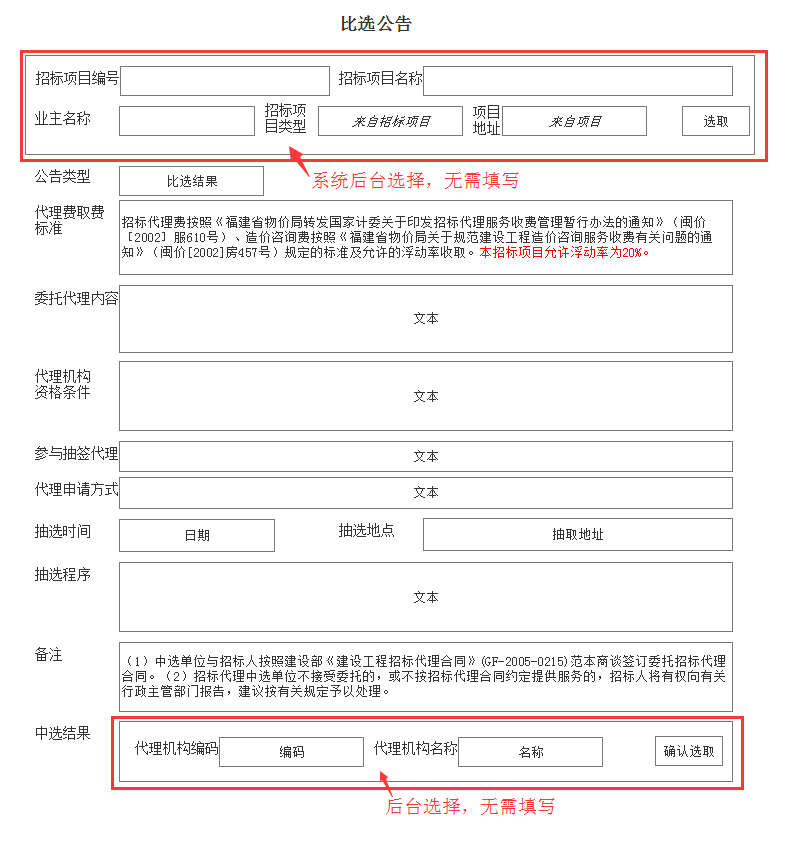 比选公告
招标项目编号 招标项目名称
业主名称 招标项
目类型 来自招标项目 项目
地址 来自项目 选取
系统后台选择，无需填写
公告类型 比选结果
代理费取费
标准
招标代理费按照《福建省物价局转发国家计委关于印发招标代理服务收费管理暂行办法的通知》（闽价
[2002] 服610号）、造价咨询费按照《福建省物价局关于规范建设工程造价咨询服务收费有关问题的通
知》（闽价[2002]房457号）规定的标准及允许的浮动率收取。本招标项目允许浮动率为20%。
委托代理内容 文本
代理机构
资格条件
文本
参与抽签代理 文本
代理申请方式 文本
抽选时间 日期 抽选地点 抽取地址
抽选程序 文本
备注
（1）中选单位与招标人按照建设部《建设工程招标代理合同》(GF-2005-0215)范本商谈签订委托招标代理
合同。（2）招标代理中选单位不接受委托的，或不按招标代理合同约定提供服务的，招标人将有权向有关
行政主管部门报告，建议按有关规定予以处理。
中选结果 代理机构编码 编码 代理机构名称 名称 确认选取
后台选择，无需填写